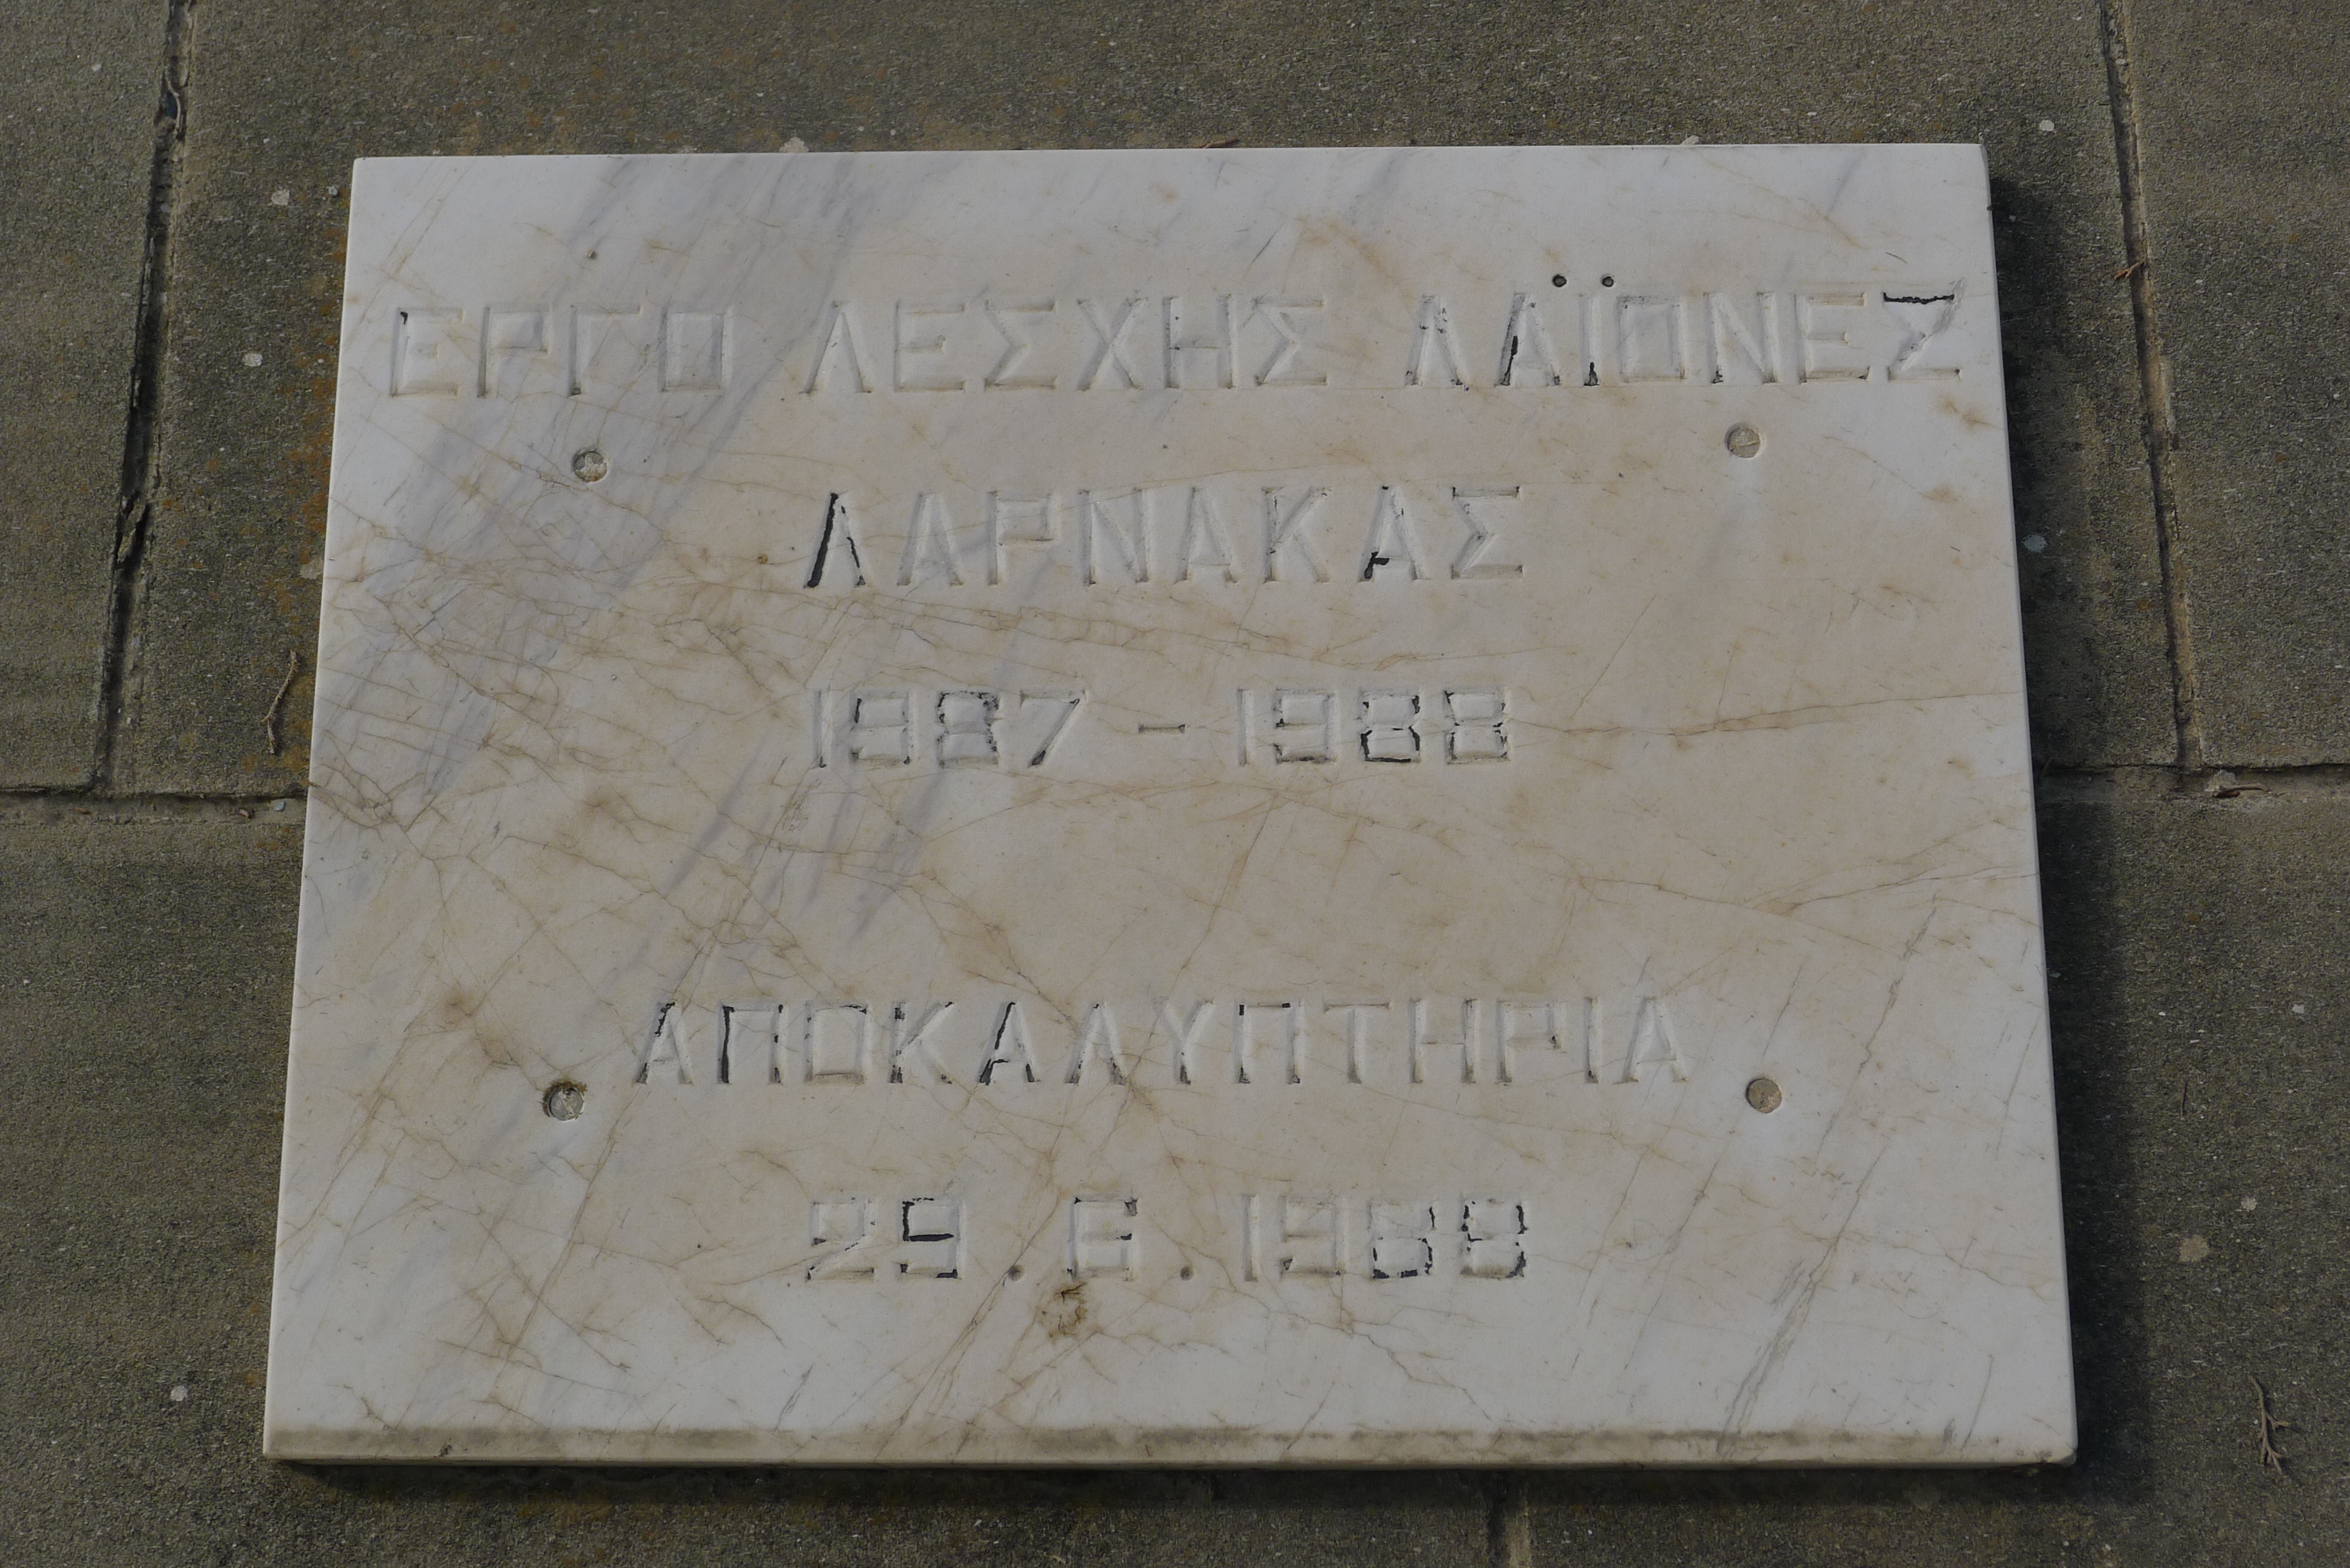 ΕΡΓΟ ΛΕΣΧΗΣ ΛΑΪΟΝΕΣ
ΛΑΡΝΑΚΑΣ
1987 - 1988
ΑΠΟΚΑΛΥΠΤΗΡΙΑ
29.6.1988